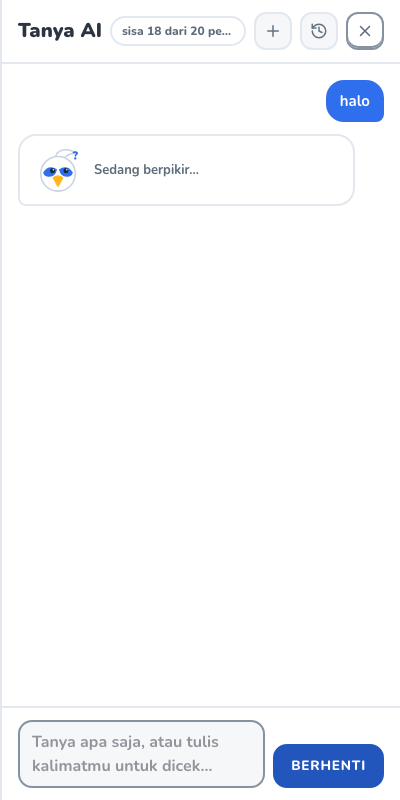 Tanya AI
sisa 18 dari 20 pe...
halo
?
Sedang berpikir...
Tanya apa saja, atau tulis
kalimatmu untuk dicek...
BERHENTI